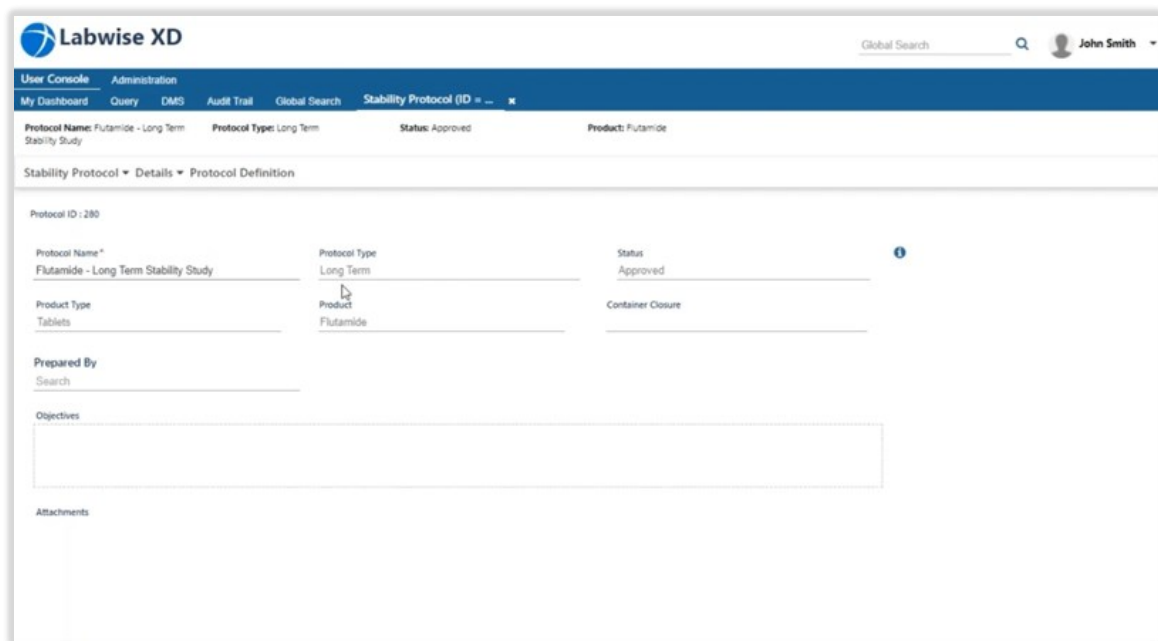 Labwise XD
Global Search
John Smith
User Console Administration
My Dashboard Query DMS Audit Trail Global Search Stability Protocol (ID = ... ×
Protocol Name: Flutamide - Long Term Protocol Type: Long Term Status: Approved Product: Flutamide
Stability Study
Stability Protocol Details Protocol Definition
Protocol ID : 280
Protocol Name* Protocol Type Status
Flutamide - Long Term Stability Study Long Term Approved
Product Type Product Container Closure
Tablets Flutamide
Prepared By
Search
Objectives
Attachments